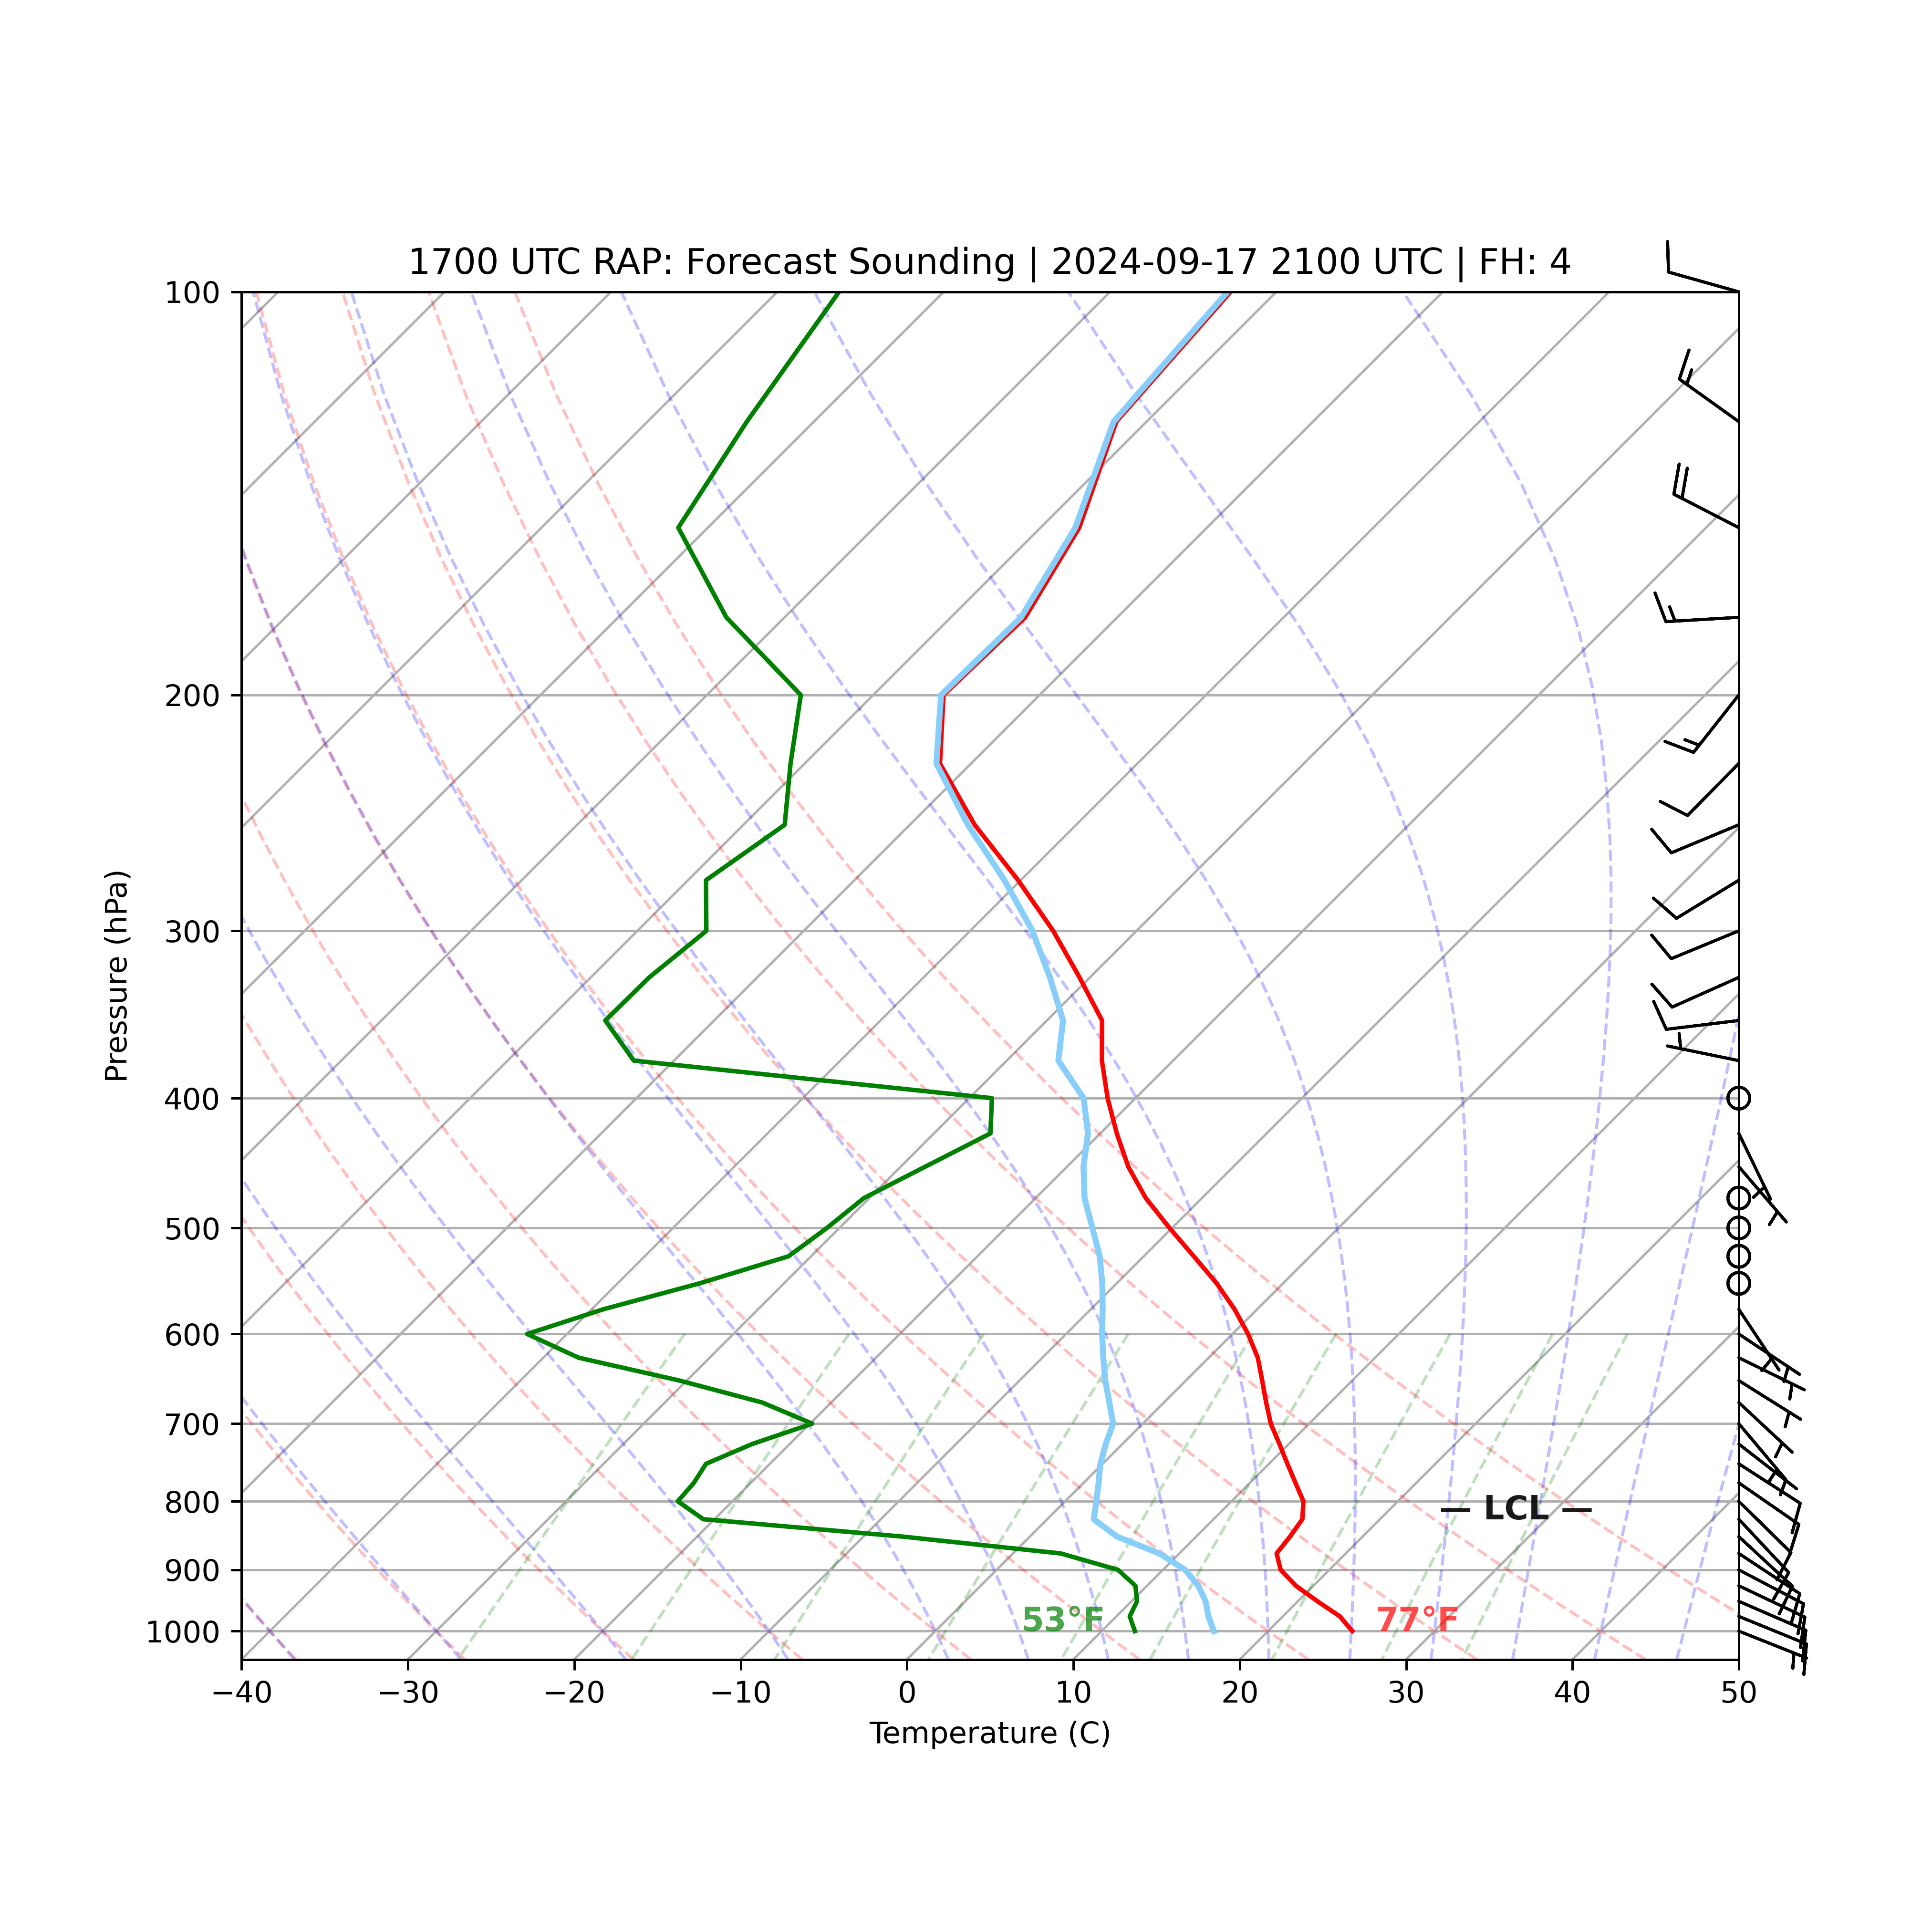 1700 UTC RAP: Forecast Sounding | 2024-09-17 2100 UTC | FH: 4
100
200
300
400
500
600
700
800
900
1000
Pressure (hPa)
— LCL —
53°F
77°F
−40 −30 −20 −10 0 10 20 30 40 50
Temperature (C)